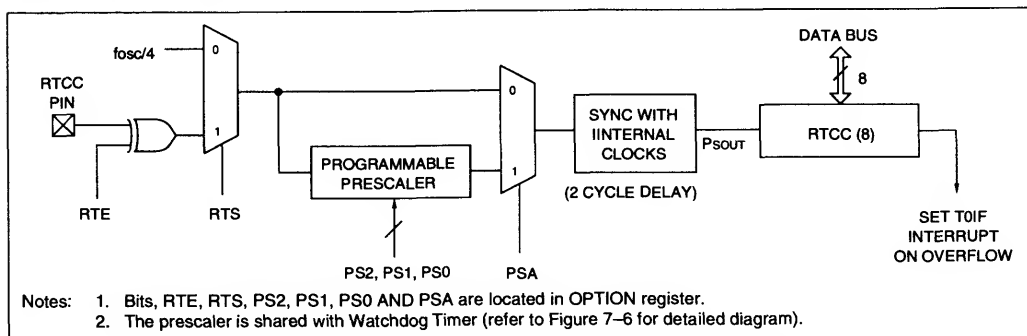 DATA BUS
fosc/4
0
RTCC
PIN
8
0
1
SYNC WITH
IINTERNAL
CLOCKS
PSOUT
RTCC (8)
PROGRAMMABLE
PRESCALER
1
(2 CYCLE DELAY)
RTE
RTS
SET T0IF
INTERRUPT
ON OVERFLOW
PS2, PS1, PS0
PSA
Notes: 1. Bits, RTE, RTS, PS2, PS1, PS0 AND PSA are located in OPTION register.
2. The prescaler is shared with Watchdog Timer (refer to Figure 7–6 for detailed diagram).